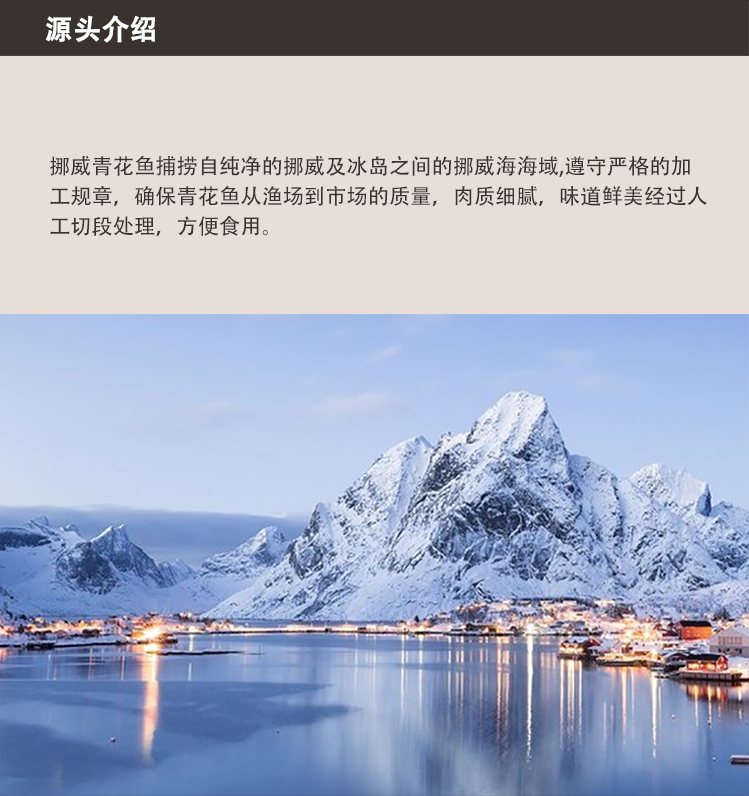 源头介绍
挪威青花鱼捕捞自纯净的挪威及冰岛之间的挪威海海域,遵守严格的加
工规章，确保青花鱼从渔场到市场的质量，肉质细腻，味道鲜美经过人
工切段处理，方便食用。